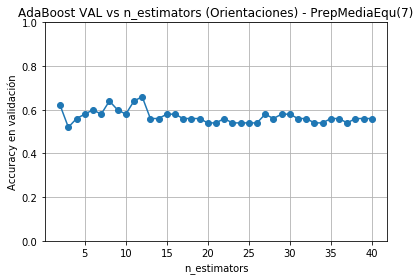 AdaBoost VAL vs n_estimators (Orientaciones) - PrepMediaEqu(7)
Accuracy en validación
1.0
0.8
0.6
0.4
0.2
0.0
5 10 15 20 25 30 35 40
n_estimators